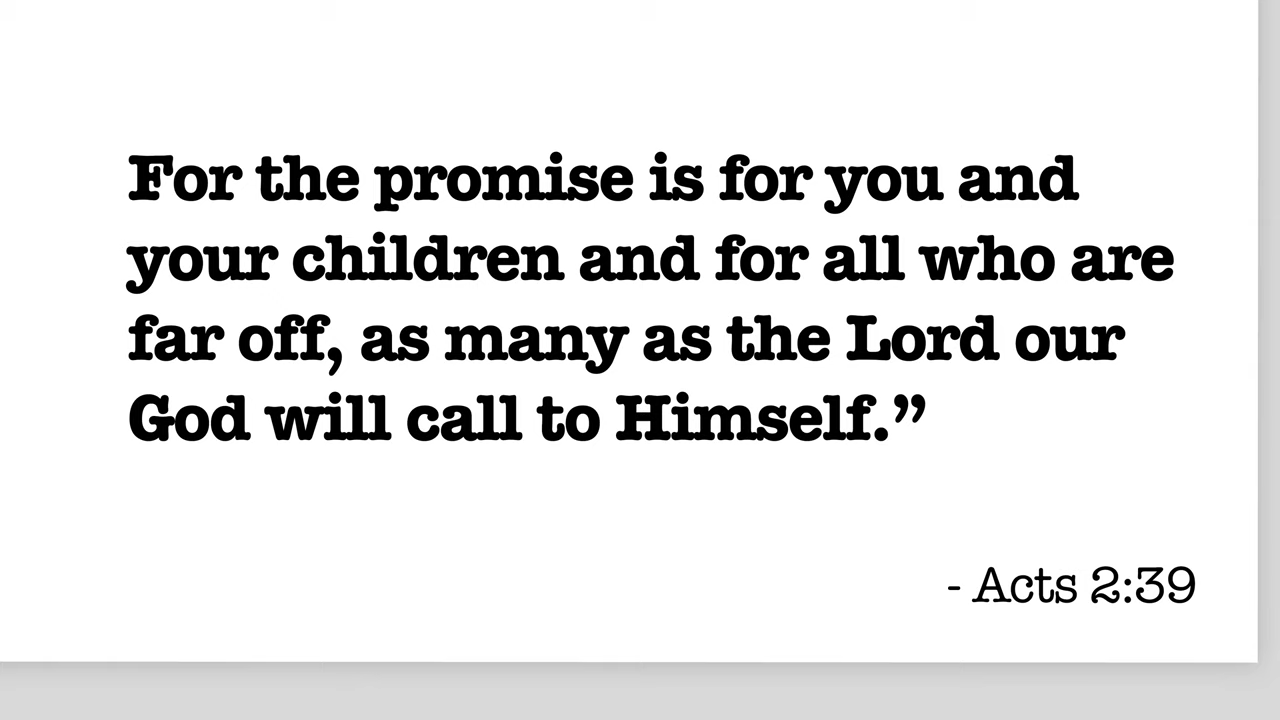 For the promise is for you and
your children and for all who are
far off, as many as the Lord our
God will call to Himself.”
- Acts 2:39